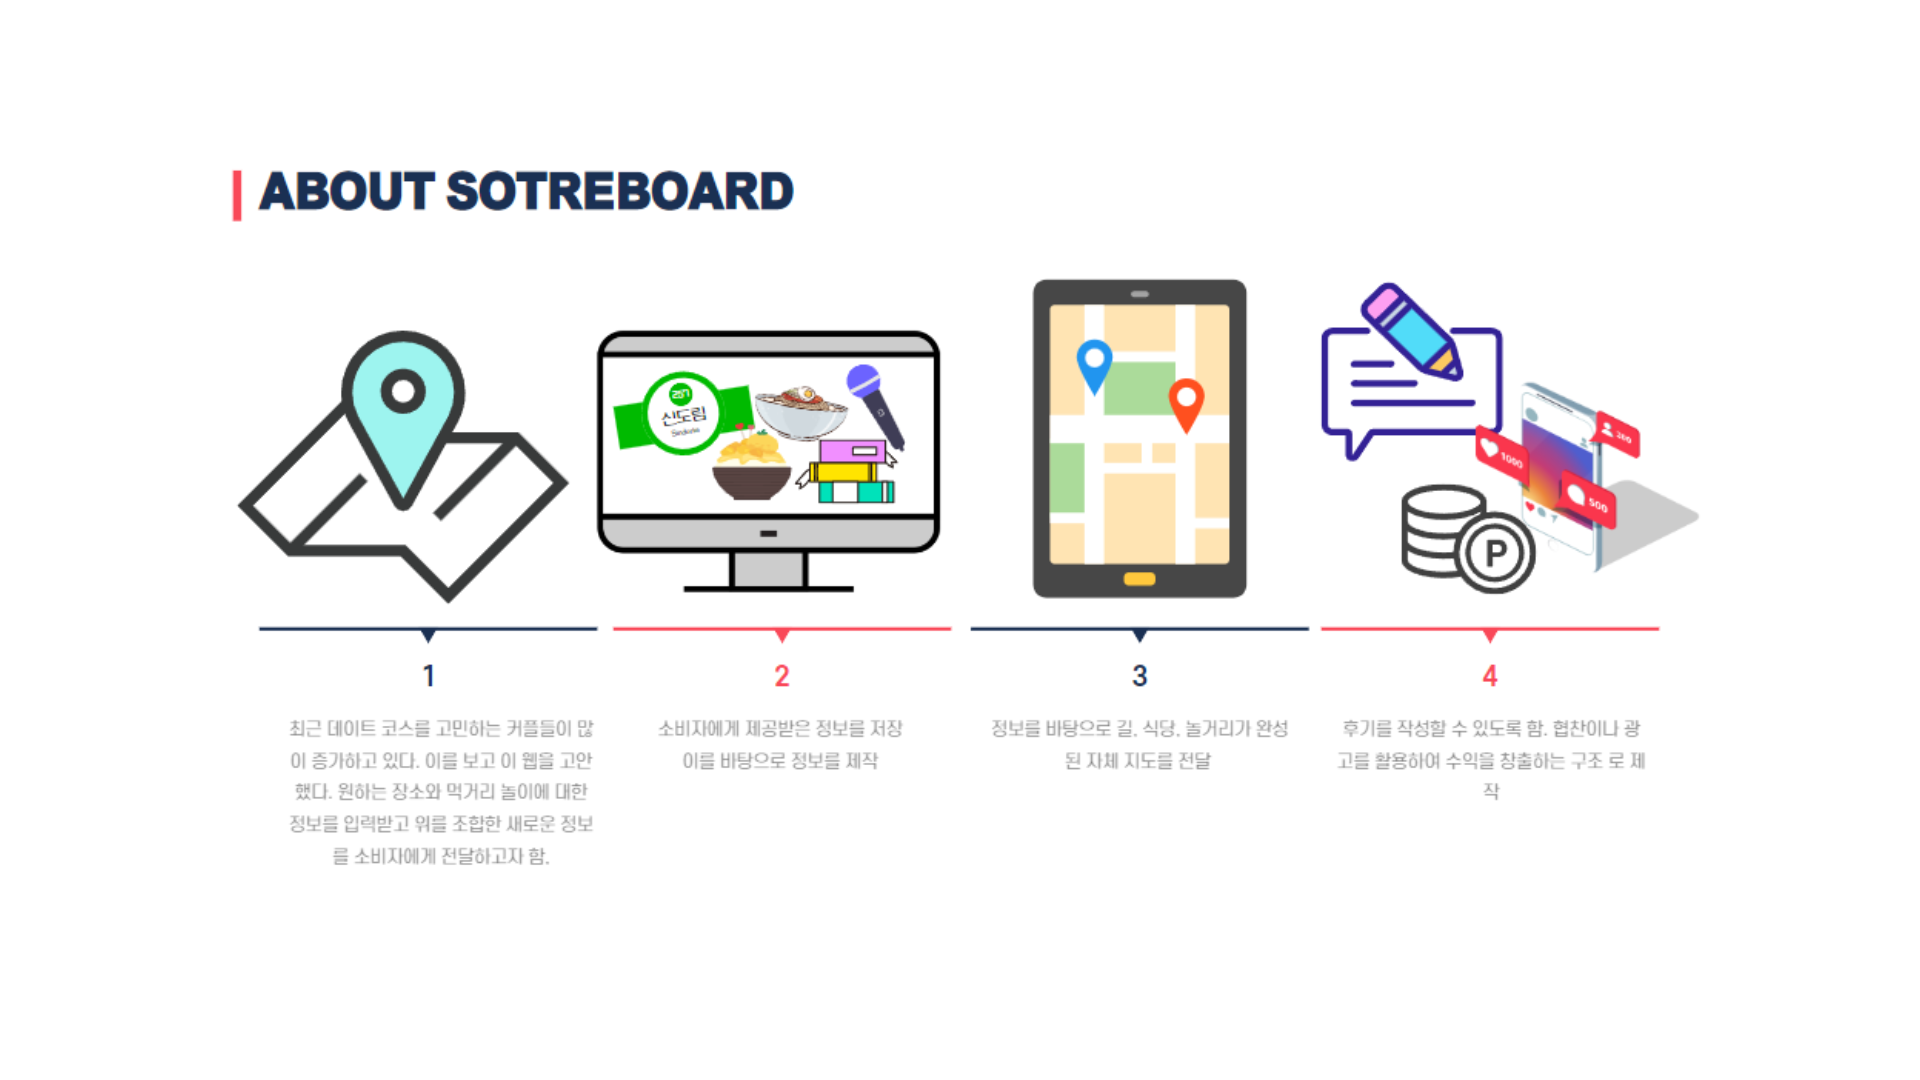 ABOUT SOTREBOARD
257
신도림
Sindorim
1000
380
500
P
1
최근 데이트 코스를 고민하는 커플들이 많
이 증가하고 있다. 이를 보고 이 웹을 고안
했다. 원하는 장소와 먹거리 놀이에 대한
정보를 입력받고 위를 조합한 새로운 정보
를 소비자에게 전달하고자 함.
2
소비자에게 제공받은 정보를 저장
이를 바탕으로 정보를 제작
3
정보를 바탕으로 길, 식당, 놀거리가 완성
된 자체 지도를 전달
4
후기를 작성할 수 있도록 함. 협찬이나 광
고를 활용하여 수익을 창출하는 구조 로 제
작